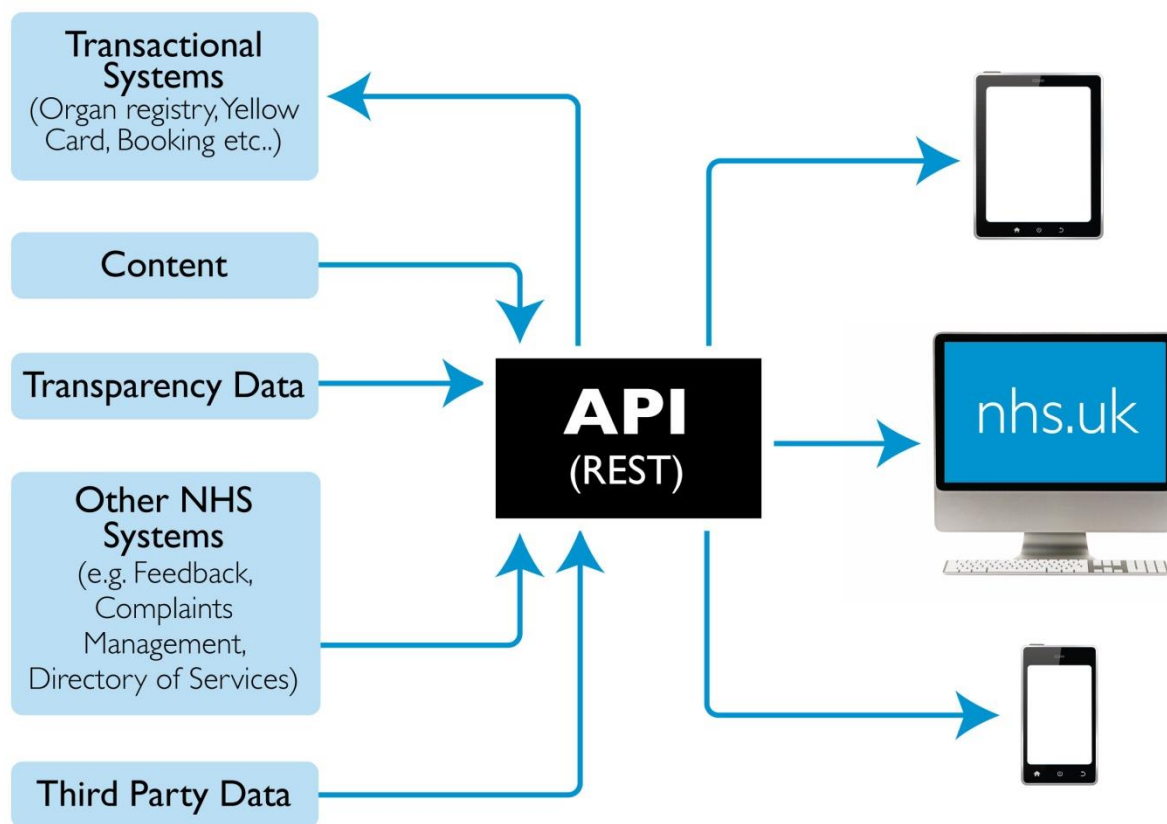 Transactional
Systems
(Organ registry, Yellow
Card, Booking etc..)
Content
Transparency Data
Other NHS
Systems
(e.g. Feedback,
Complaints
Management,
Directory of Services)
Third Party Data
API
(REST)
nhs.uk